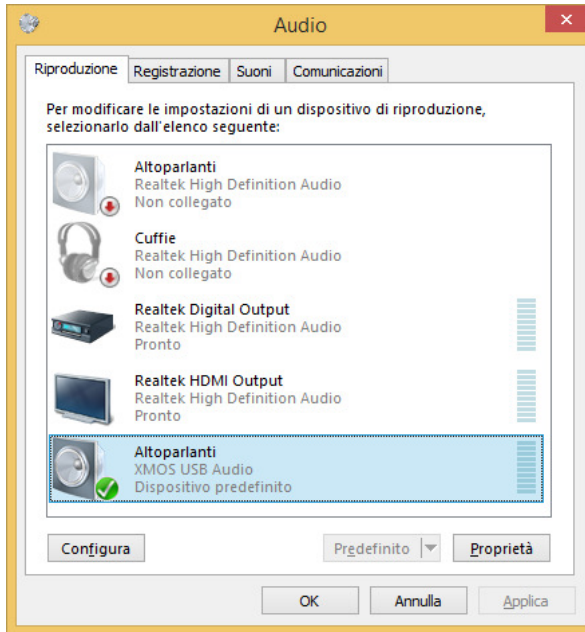 Audio
Riproduzione
Registrazione
Suoni
Comunicazioni
Per modificare le impostazioni di un dispositivo di riproduzione,
selezionarlo dall'elenco seguente:
Altoparlanti
Realtek High Definition Audio
Non collegato
Cuffie
Realtek High Definition Audio
Non collegato
Realtek Digital Output
Realtek High Definition Audio
Pronto
Realtek HDMI Output
Realtek High Definition Audio
Pronto
Altoparlanti
XMOS USB Audio
Dispositivo predefinito
Configura
Predefinito
Proprietà
OK
Annulla
Applica